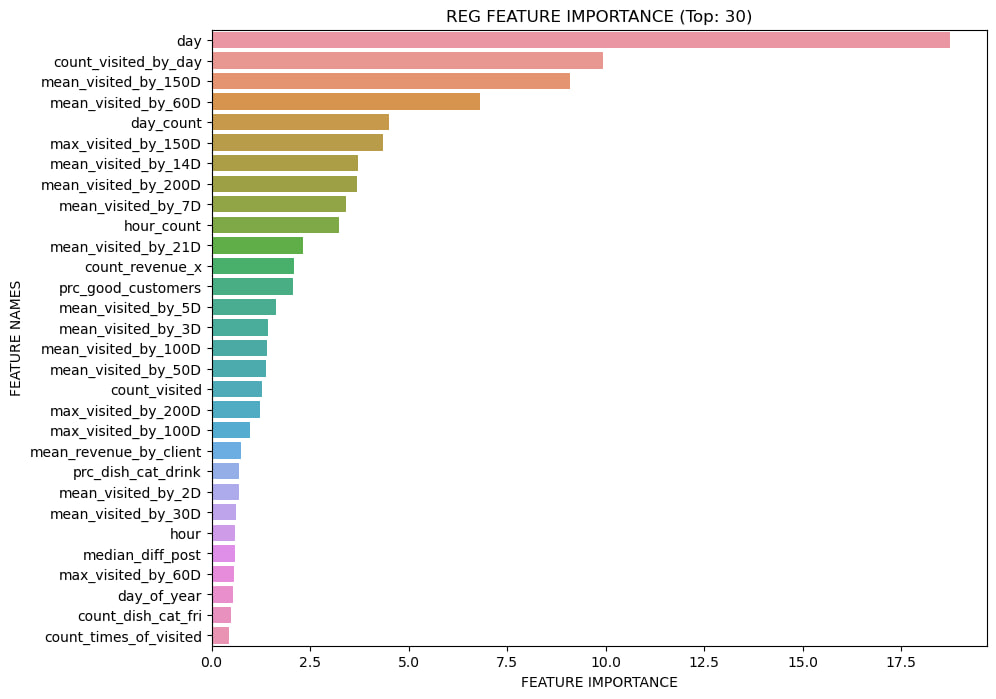 REG FEATURE IMPORTANCE (Top: 30)
FEATURE NAMES
day
count_visited_by_day
mean_visited_by_150D
mean_visited_by_60D
day_count
max_visited_by_150D
mean_visited_by_14D
mean_visited_by_200D
mean_visited_by_7D
hour_count
mean_visited_by_21D
count_revenue_x
prc_good_customers
mean_visited_by_5D
mean_visited_by_3D
mean_visited_by_100D
mean_visited_by_50D
count_visited
max_visited_by_200D
max_visited_by_100D
mean_revenue_by_client
prc_dish_cat_drink
mean_visited_by_2D
mean_visited_by_30D
hour
median_diff_post
max_visited_by_60D
day_of_year
count_dish_cat_fri
count_times_of_visited
0.0 2.5 5.0 7.5 10.0 12.5 15.0 17.5
FEATURE IMPORTANCE